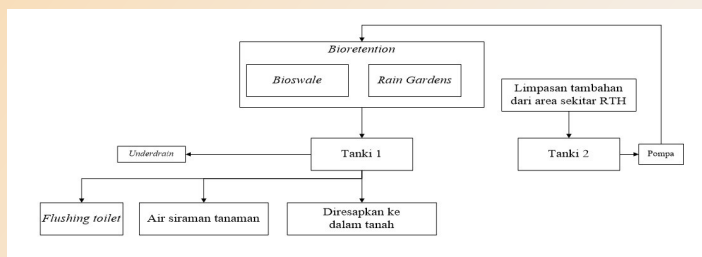 Bioretention
Bioswale
Rain Gardens
Limpasan tambahan
dari area sekitar RTH
Underdrain
Tanki 1
Tanki 2
Pompa
Flushing toilet
Air siraman tanaman
Diresapkan ke
dalam tanah